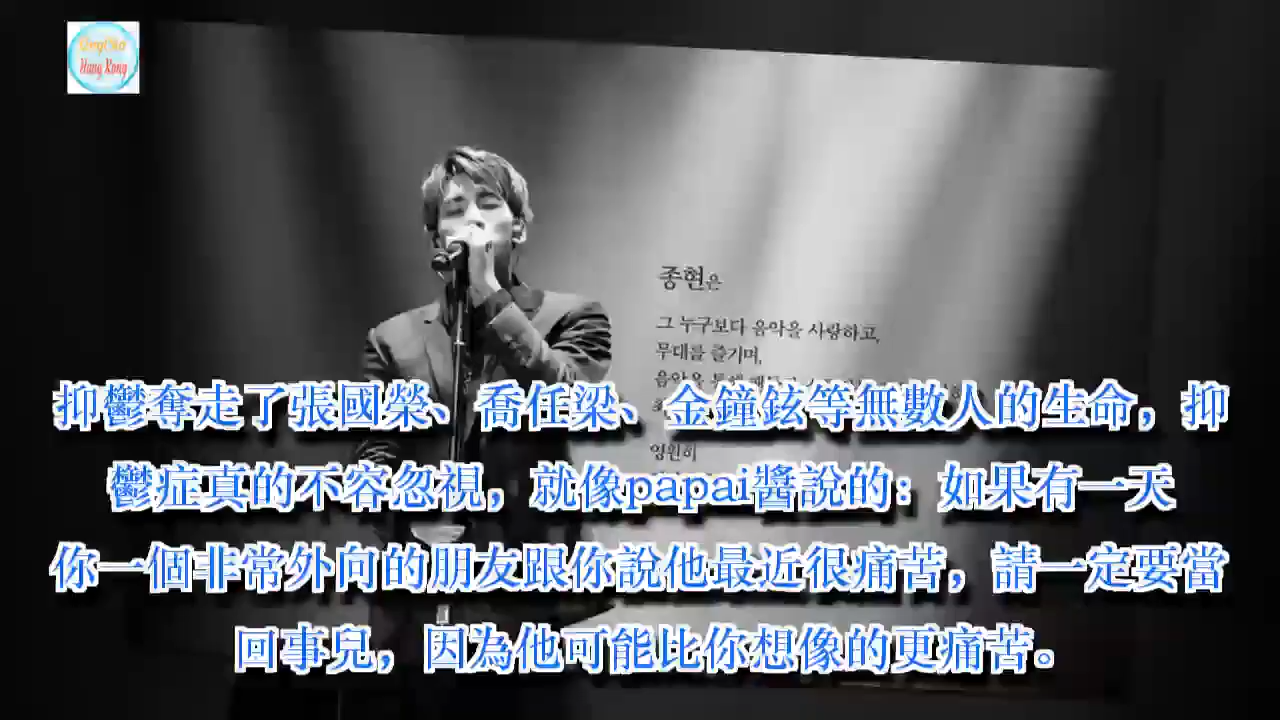 Hong Kong
종현은
그 누구보다 음악을 사랑하고,
무대를 즐기며,
음악을
抑鬱奪走了張國榮、喬任梁、金鐘鉉等無數人的生命，抑
영원히
鬱症真的不容忽視，就像papai醬說的：如果有一天
你一個非常外向的朋友跟你說他最近很痛苦，請一定要當
回事兒，因為他可能比你想像的更痛苦。